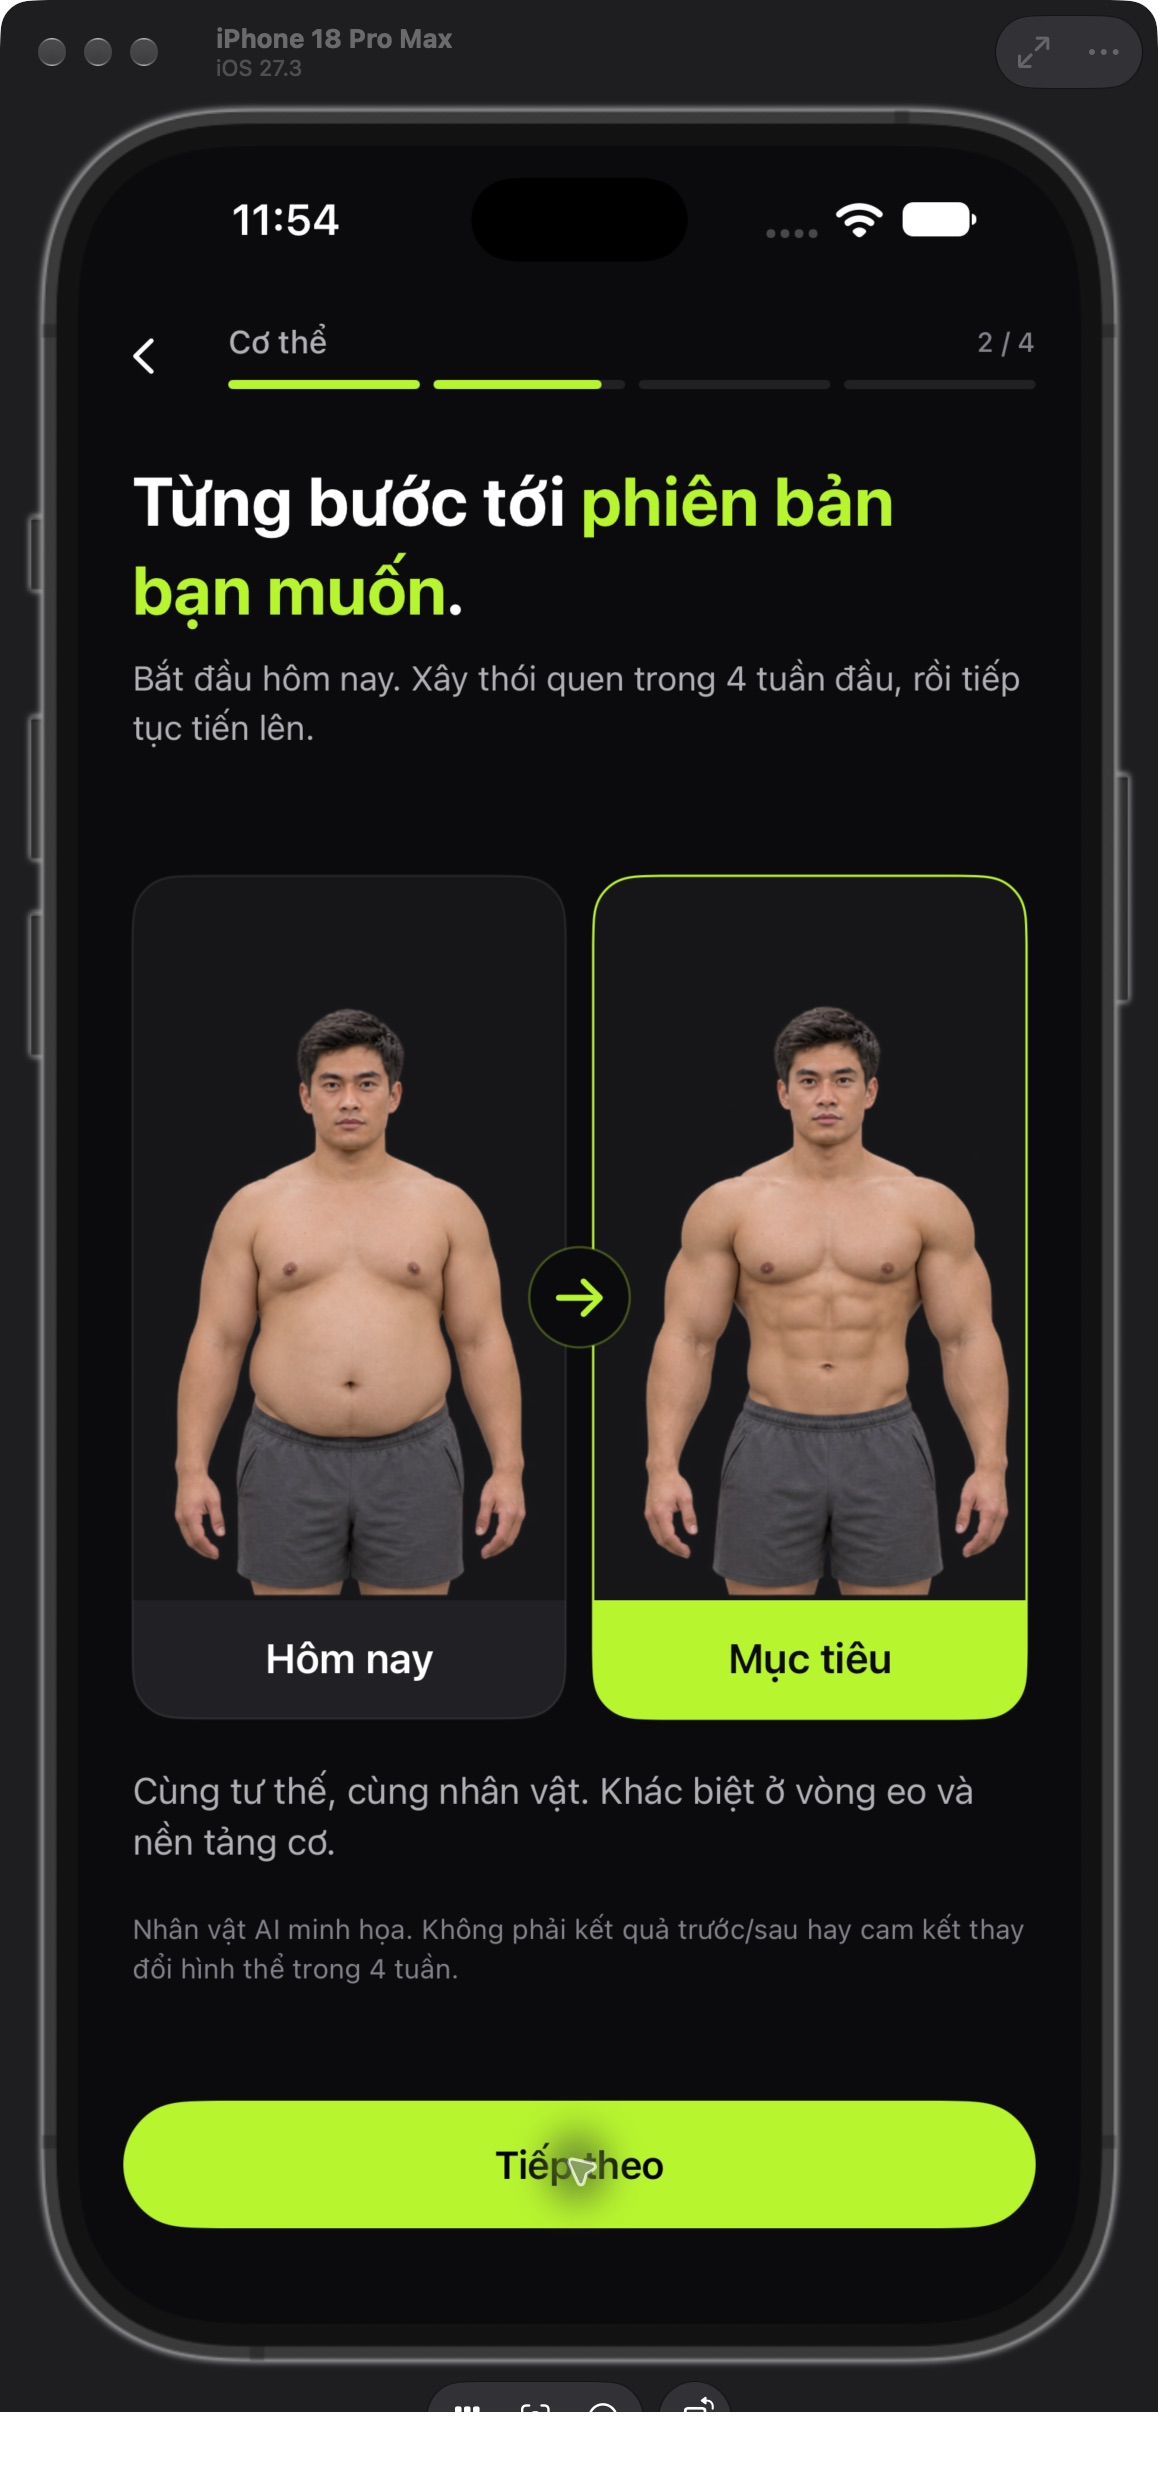 iPhone 18 Pro Max
iOS 27.3
11:54
Cơ thể
2 / 4
Từng bước tới phiên bản
bạn muốn.
Bắt đầu hôm nay. Xây thói quen trong 4 tuần đầu, rồi tiếp
tục tiến lên.
Hôm nay
Mục tiêu
Cùng tư thế, cùng nhân vật. Khác biệt ở vòng eo và
nền tảng cơ.
Nhân vật AI minh họa. Không phải kết quả trước/sau hay cam kết thay
đổi hình thể trong 4 tuần.
Tiếp theo